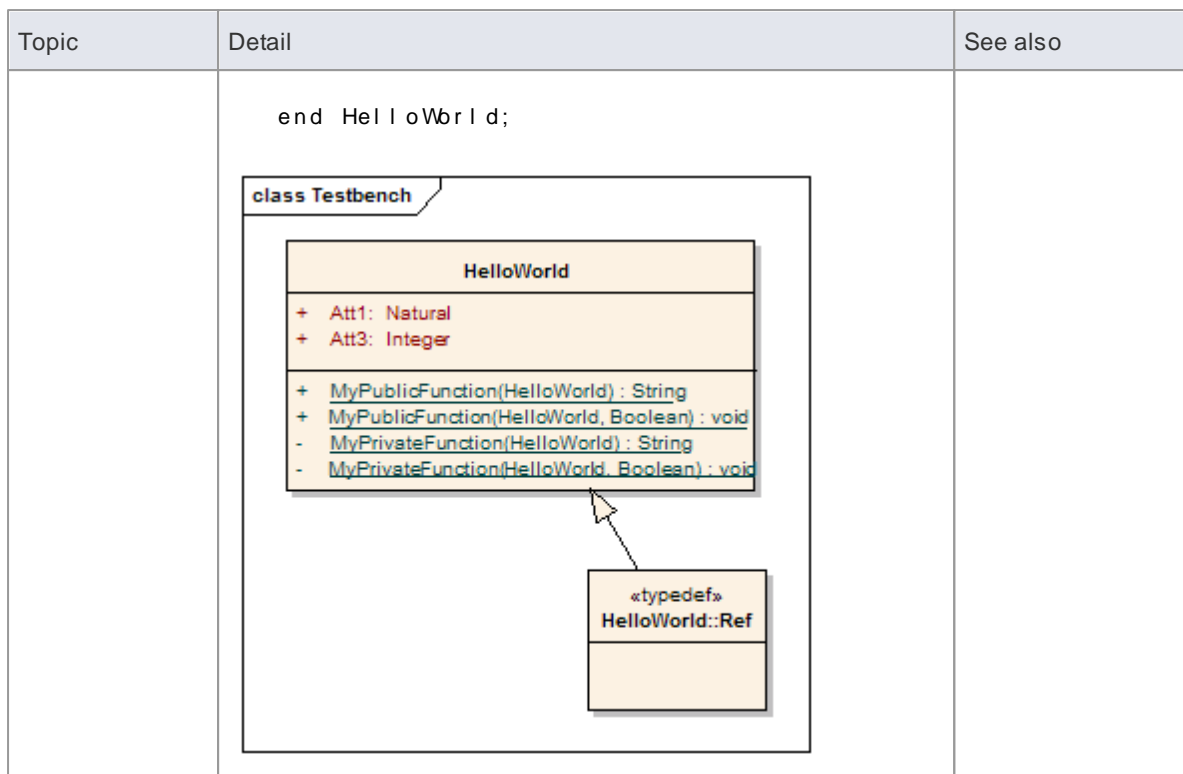 Topic Detail See also
end HelloWorld;
class Testbench
HelloWorld
+ Att1: Natural
+ Att3: Integer
+ MyPublicFunction(HelloWorld) : String
+ MyPublicFunction(HelloWorld, Boolean) : void
- MyPrivateFunction(HelloWorld) : String
- MyPrivateFunction(HelloWorld, Boolean) : void
«typedef»
HelloWorld::Ref